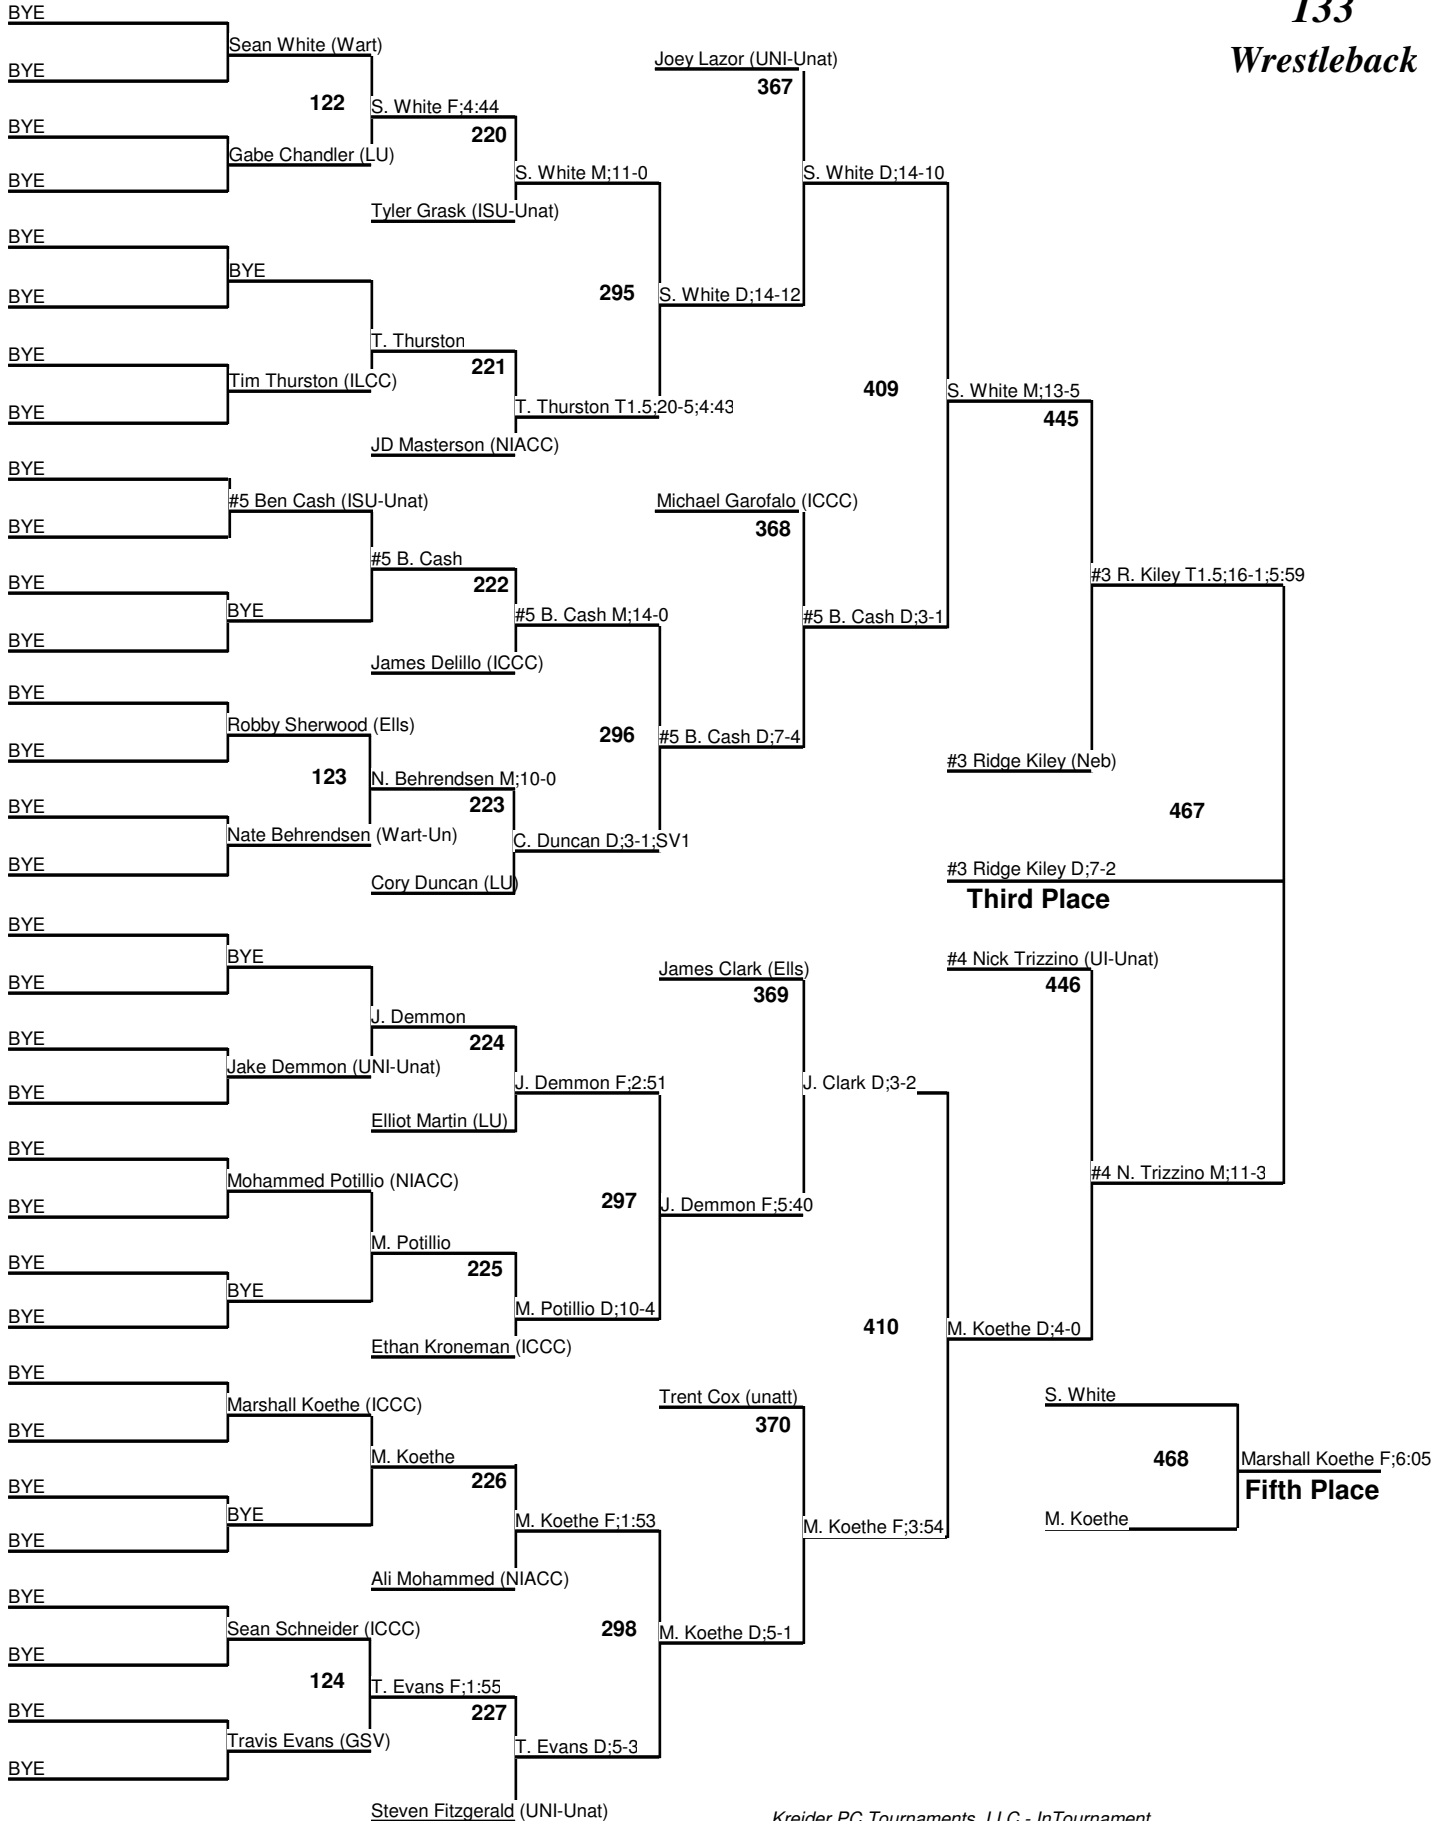 133
Wrestleback
BYE
Sean White (Wart)
BYE
122
S. White F;4:44
BYE
Gabe Chandler (LU)
BYE
220
S. White M;11-0
Tyler Grask (ISU-Unat)
Joey Lazor (UNI-Unat)
367
S. White D;14-10
BYE
BYE
BYE
295
S. White D;14-12
T. Thurston
BYE
Tim Thurston (ILCC)
BYE
221
T. Thurston T1.5;20-5;4:43
JD Masterson (NIACC)
409
S. White M;13-5
445
BYE
#5 Ben Cash (ISU-Unat)
BYE
Michael Garofalo (ICCC)
368
#5 B. Cash
BYE
BYE
BYE
222
#5 B. Cash M;14-0
James Delillo (ICCC)
#5 B. Cash D;3-1
#3 R. Kiley T1.5;16-1;5:59
BYE
Robby Sherwood (Ells)
BYE
296
#5 B. Cash D;7-4
123
N. Behrendsen M;10-0
BYE
Nate Behrendsen (Wart-Un)
BYE
223
C. Duncan D;3-1;SV1
Cory Duncan (LU)
#3 Ridge Kiley (Neb)
467
#3 Ridge Kiley D;7-2
Third Place
BYE
BYE
BYE
James Clark (Ells)
369
#4 Nick Trizzino (UI-Unat)
446
J. Demmon
BYE
Jake Demmon (UNI-Unat)
BYE
224
J. Demmon F;2:51
Elliot Martin (LU)
J. Clark D;3-2
BYE
Mohammed Potillio (NIACC)
BYE
297
J. Demmon F;5:40
#4 N. Trizzino M;11-3
M. Potillio
BYE
BYE
BYE
225
M. Potillio D;10-4
Ethan Kroneman (ICCC)
410
M. Koethe D;4-0
BYE
Marshall Koethe (ICCC)
BYE
Trent Cox (unatt)
370
S. White
468
Marshall Koethe F;6:05
Fifth Place
M. Koethe
M. Koethe
BYE
BYE
BYE
226
M. Koethe F;1:53
Ali Mohammed (NIACC)
M. Koethe F;3:54
BYE
Sean Schneider (ICCC)
BYE
298
M. Koethe D;5-1
124
T. Evans F;1:55
BYE
Travis Evans (GSV)
BYE
227
T. Evans D;5-3
Steven Fitzgerald (UNI-Unat)
Kreider PC Tournaments, LLC - InTournament